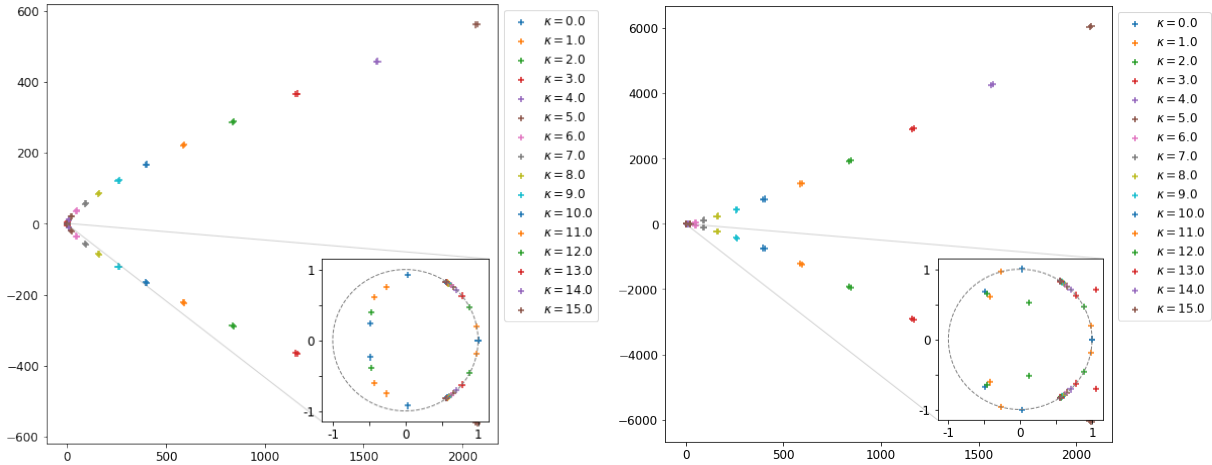 600
400
200
0
−200
−400
−600
0
500
1000
1500
2000
1
0
-1
-1
0
1
κ = 0.0
κ = 1.0
κ = 2.0
κ = 3.0
κ = 4.0
κ = 5.0
κ = 6.0
κ = 7.0
κ = 8.0
κ = 9.0
κ = 10.0
κ = 11.0
κ = 12.0
κ = 13.0
κ = 14.0
κ = 15.0
6000
4000
2000
0
−2000
−4000
−6000
0
500
1000
1500
2000
1
0
-1
-1
0
1
κ = 0.0
κ = 1.0
κ = 2.0
κ = 3.0
κ = 4.0
κ = 5.0
κ = 6.0
κ = 7.0
κ = 8.0
κ = 9.0
κ = 10.0
κ = 11.0
κ = 12.0
κ = 13.0
κ = 14.0
κ = 15.0